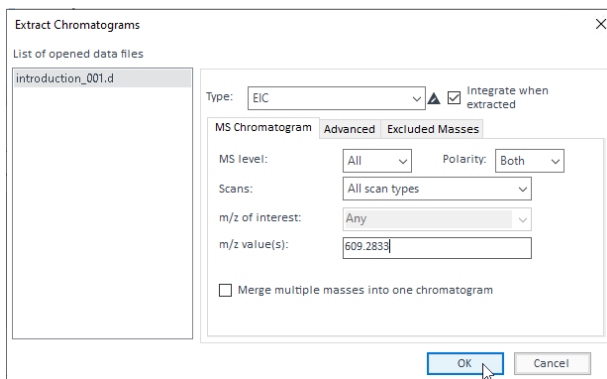 Extract Chromatograms
List of opened data files
introduction_001.d
Type: EIC Integrate when
extracted
MS Chromatogram Advanced Excluded Masses
MS level: All Polarity: Both
Scans: All scan types
m/z of interest: Any
m/z value(s): 609.2833
Merge multiple masses into one chromatogram
OK Cancel